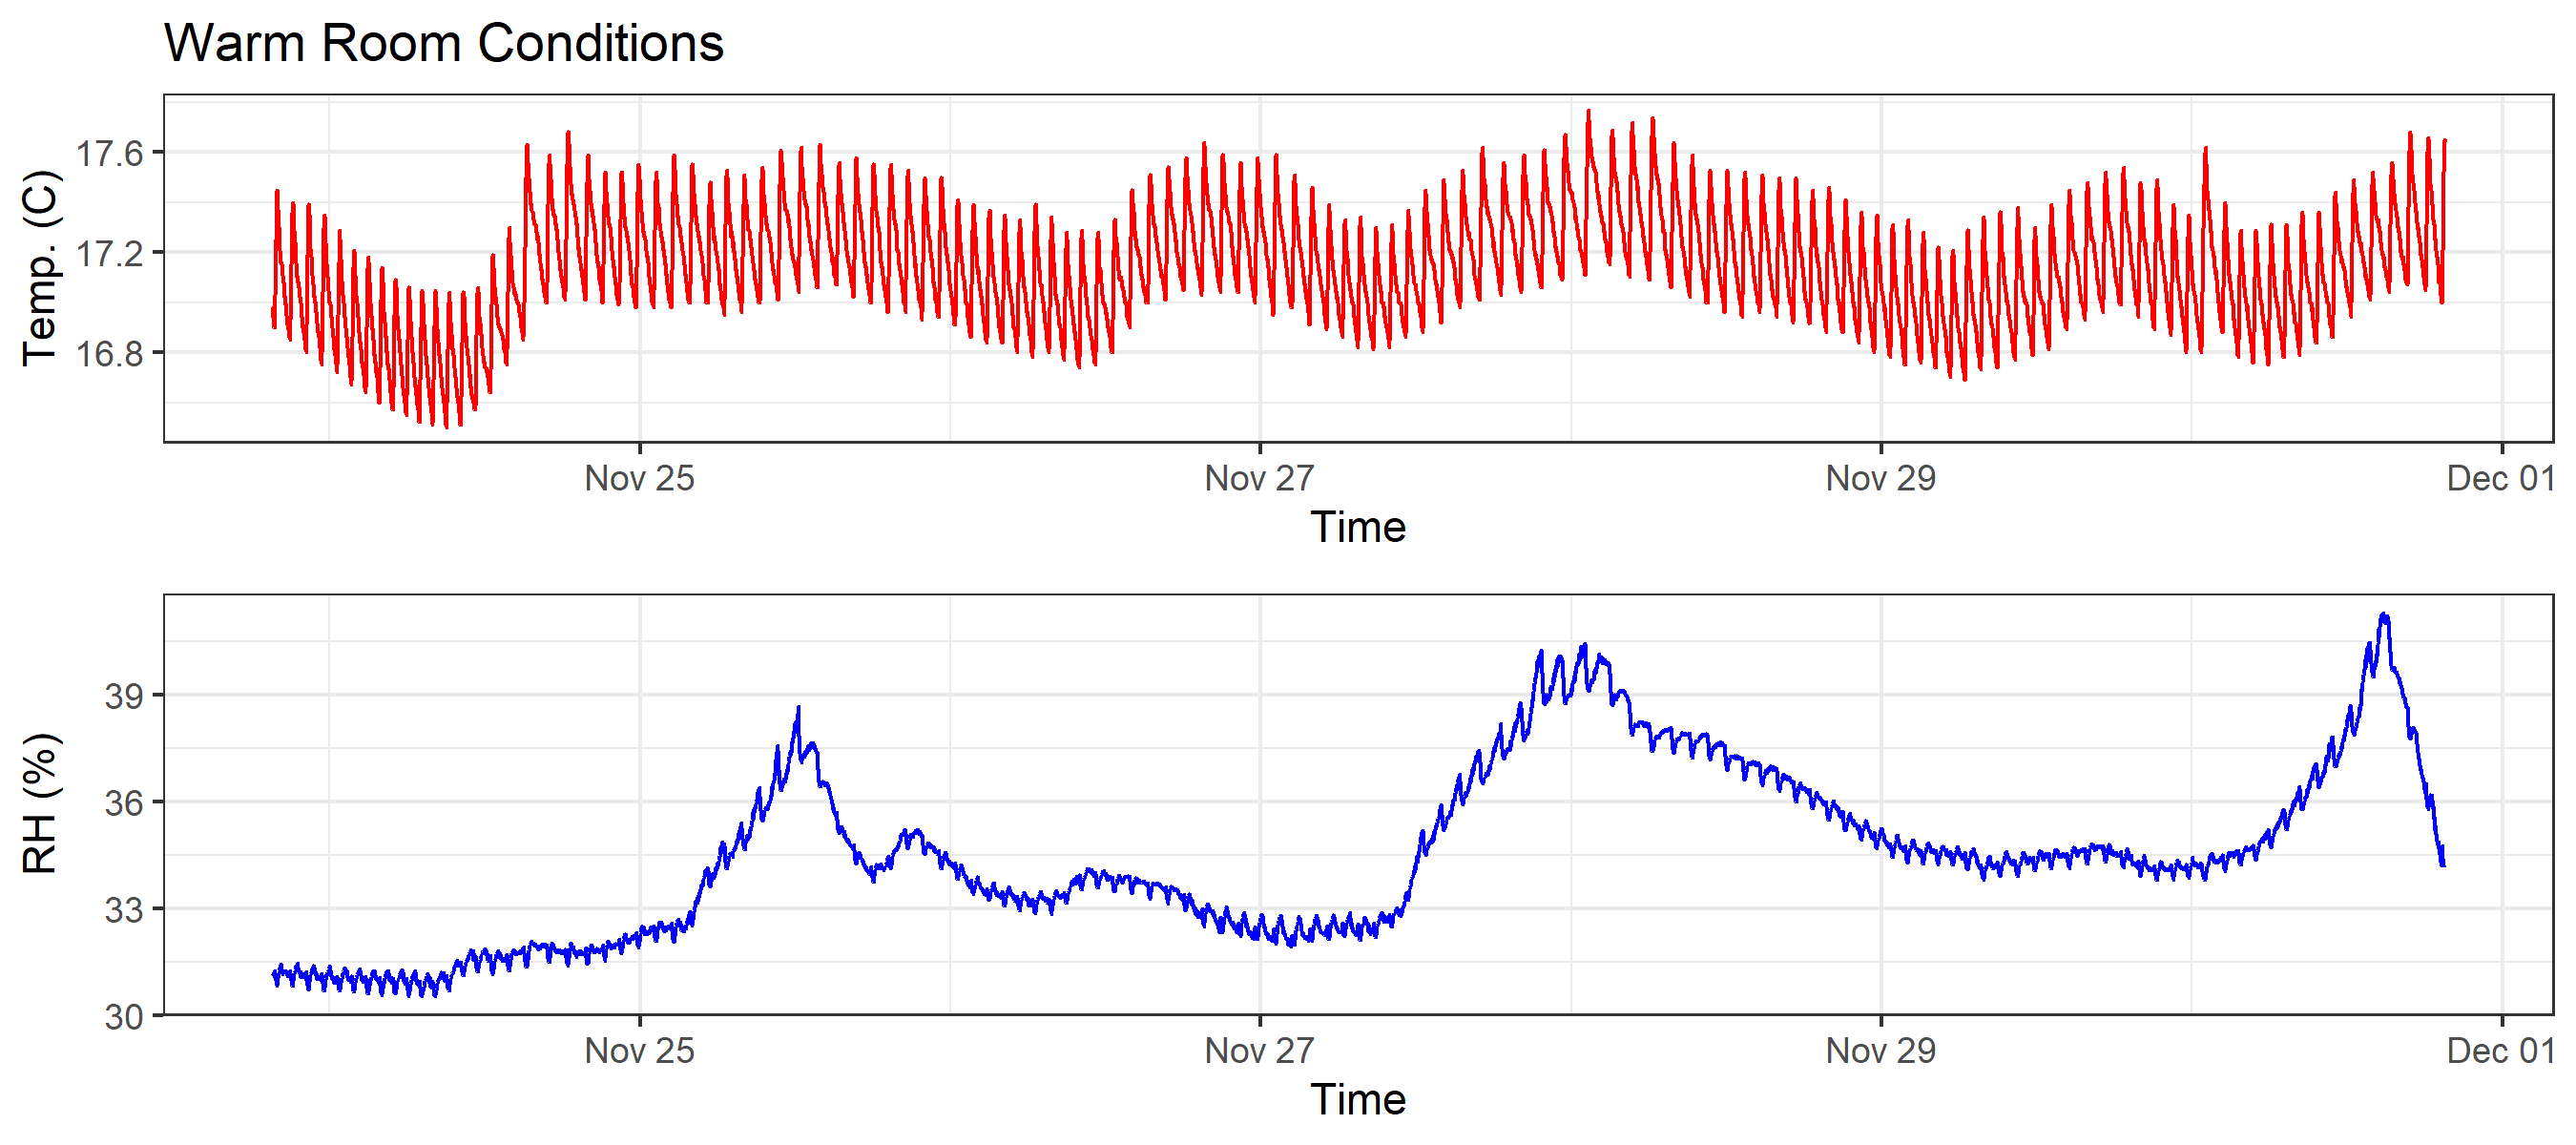 Warm Room Conditions
Temp. (C)
17.6
17.2
16.8
Nov 25 Nov 27 Nov 29 Dec 01
Time
RH (%)
39
36
33
30
Nov 25 Nov 27 Nov 29 Dec 01
Time